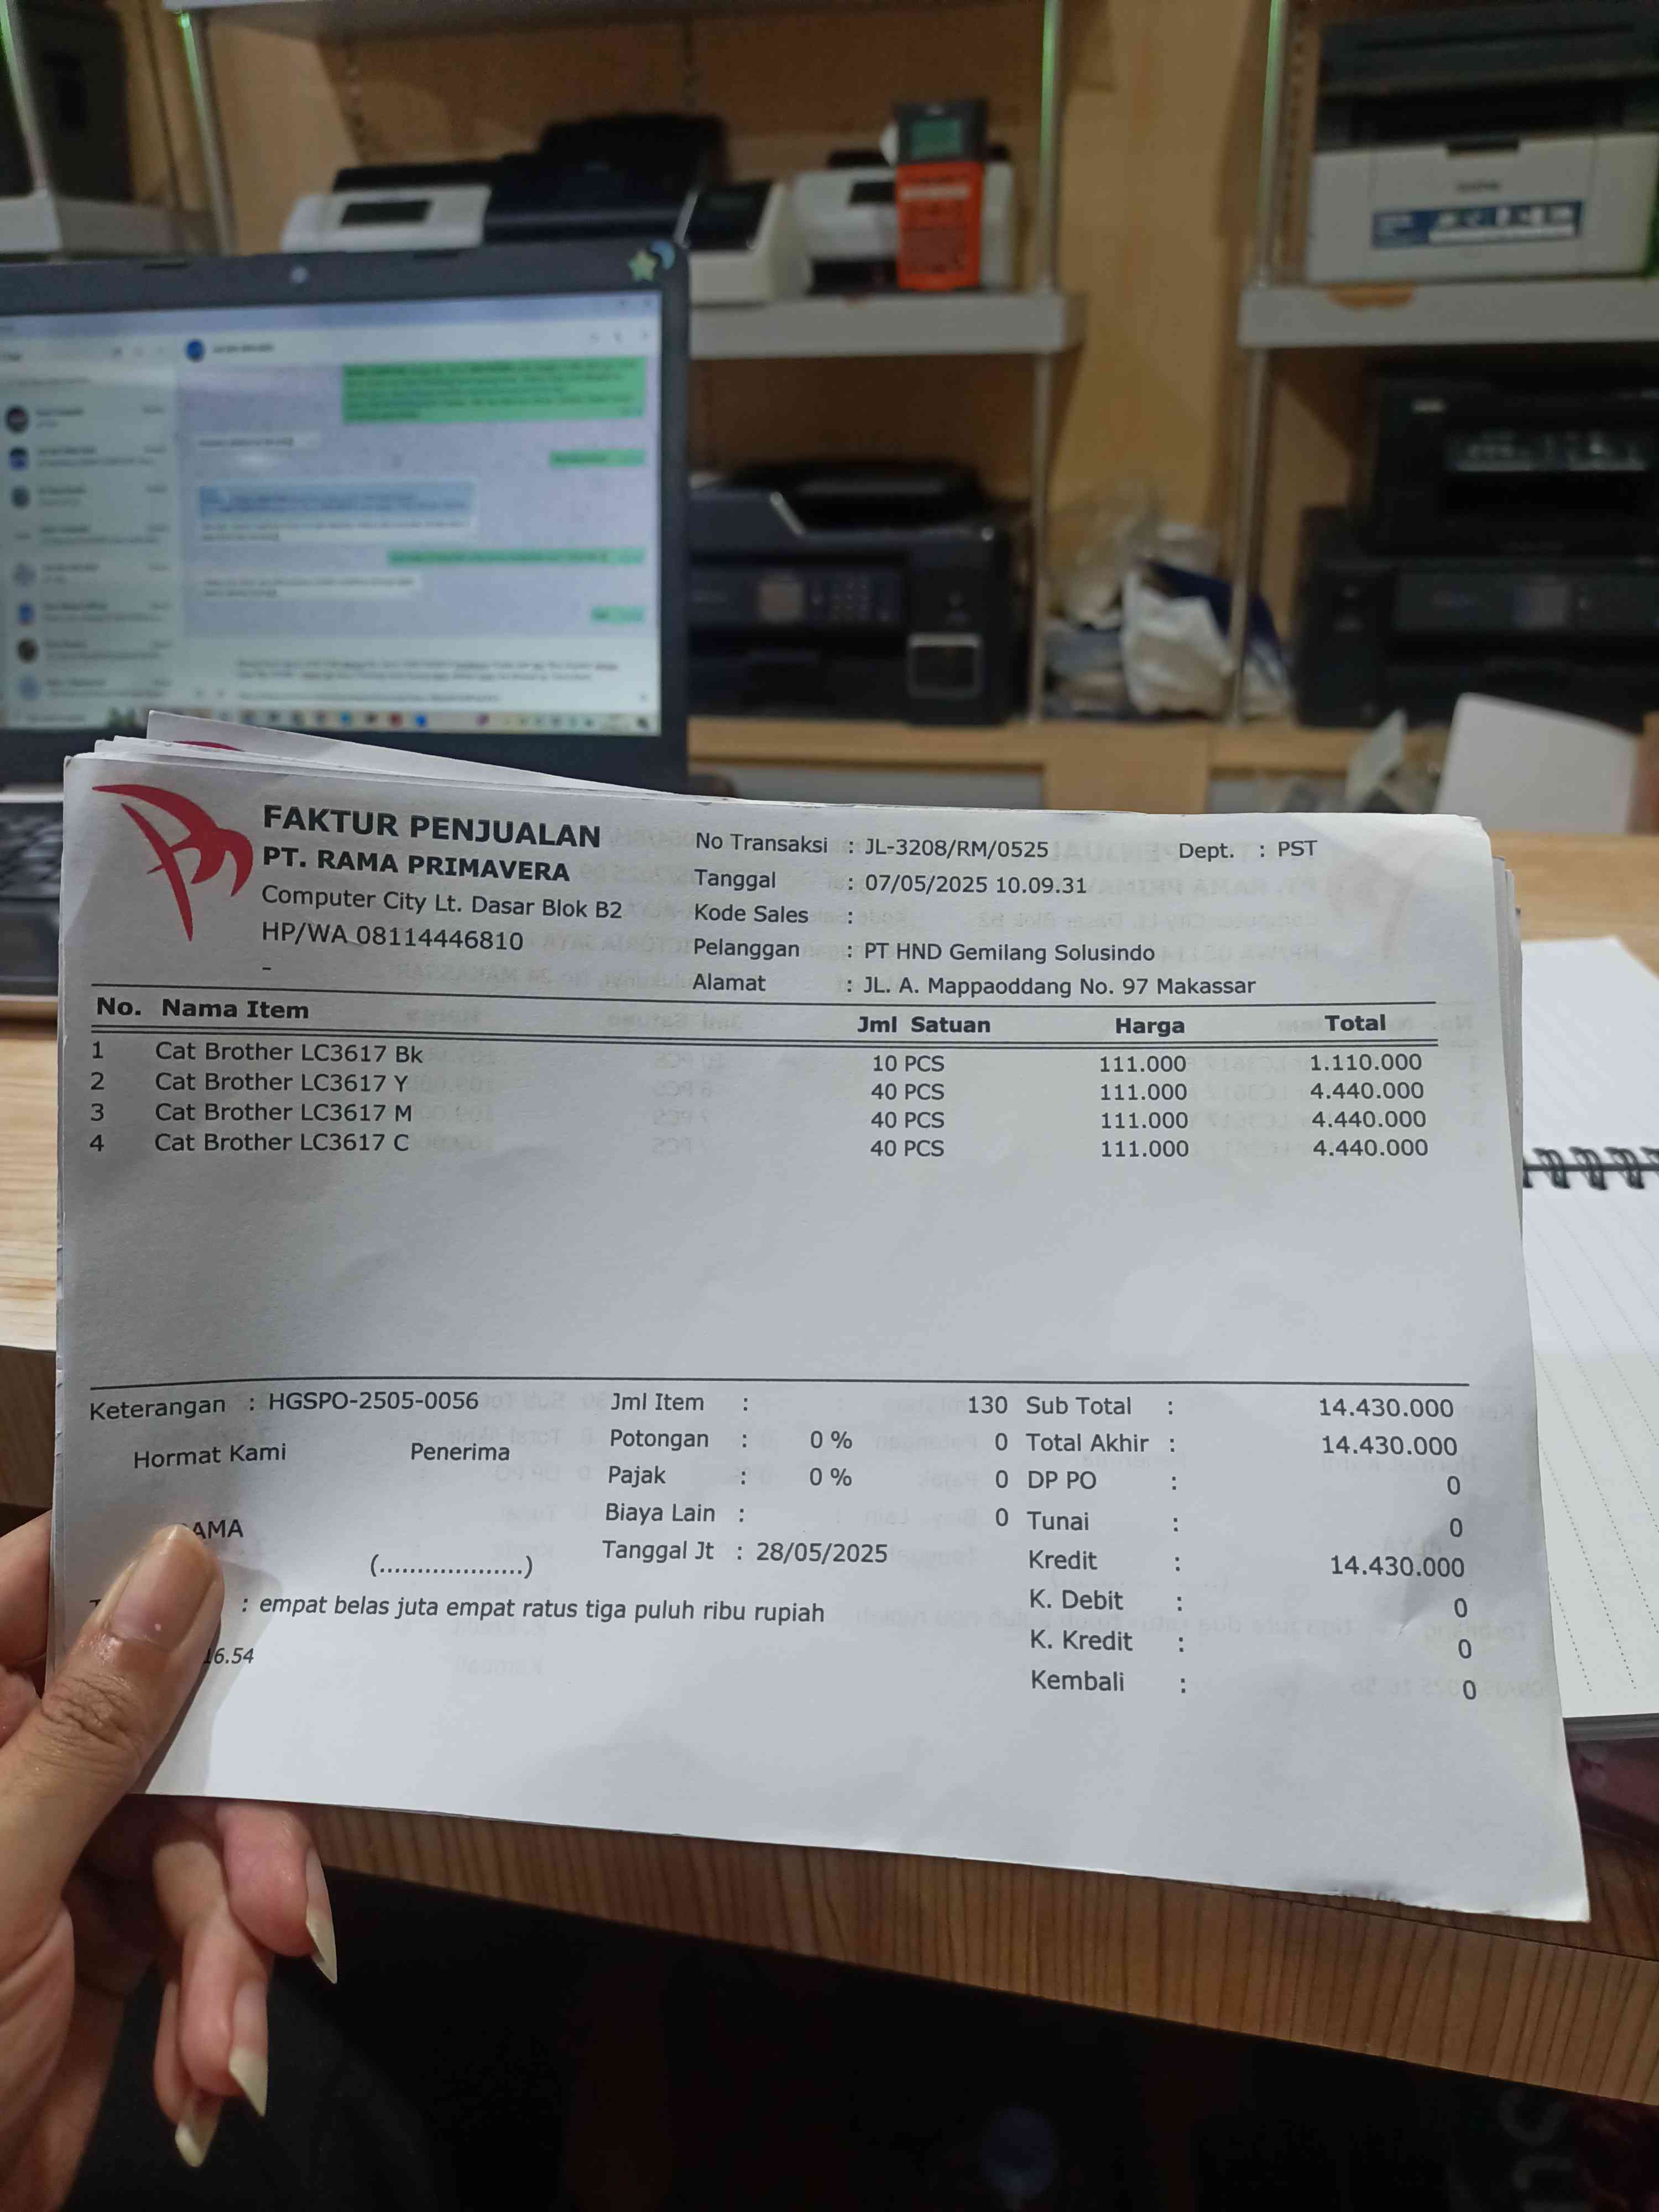 FAKTUR PENJUALAN
PT. RAMA PRIMAVERA
Computer City Lt. Dasar Blok B2
HP/WA 08114446810
-
No Transaksi : JL-3208/RM/0525 Dept. : PST
Tanggal : 07/05/2025 10.09.31
Kode Sales :
Pelanggan : PT HND Gemilang Solusindo
Alamat : JL. A. Mappaoddang No. 97 Makassar
No. Nama Item Jml Satuan Harga Total
1 Cat Brother LC3617 Bk 10 PCS 111.000 1.110.000
2 Cat Brother LC3617 Y 40 PCS 111.000 4.440.000
3 Cat Brother LC3617 M 40 PCS 111.000 4.440.000
4 Cat Brother LC3617 C 40 PCS 111.000 4.440.000
Keterangan : HGSPO-2505-0056
Hormat Kami Penerima
AMA
(...................)
Jml Item : 130
Potongan : 0 % 0
Pajak : 0 % 0
Biaya Lain : 0
Tanggal Jt : 28/05/2025
Sub Total : 14.430.000
Total Akhir : 14.430.000
DP PO : 0
Tunai : 0
Kredit : 14.430.000
K. Debit : 0
K. Kredit : 0
Kembali : 0
: empat belas juta empat ratus tiga puluh ribu rupiah
16.54